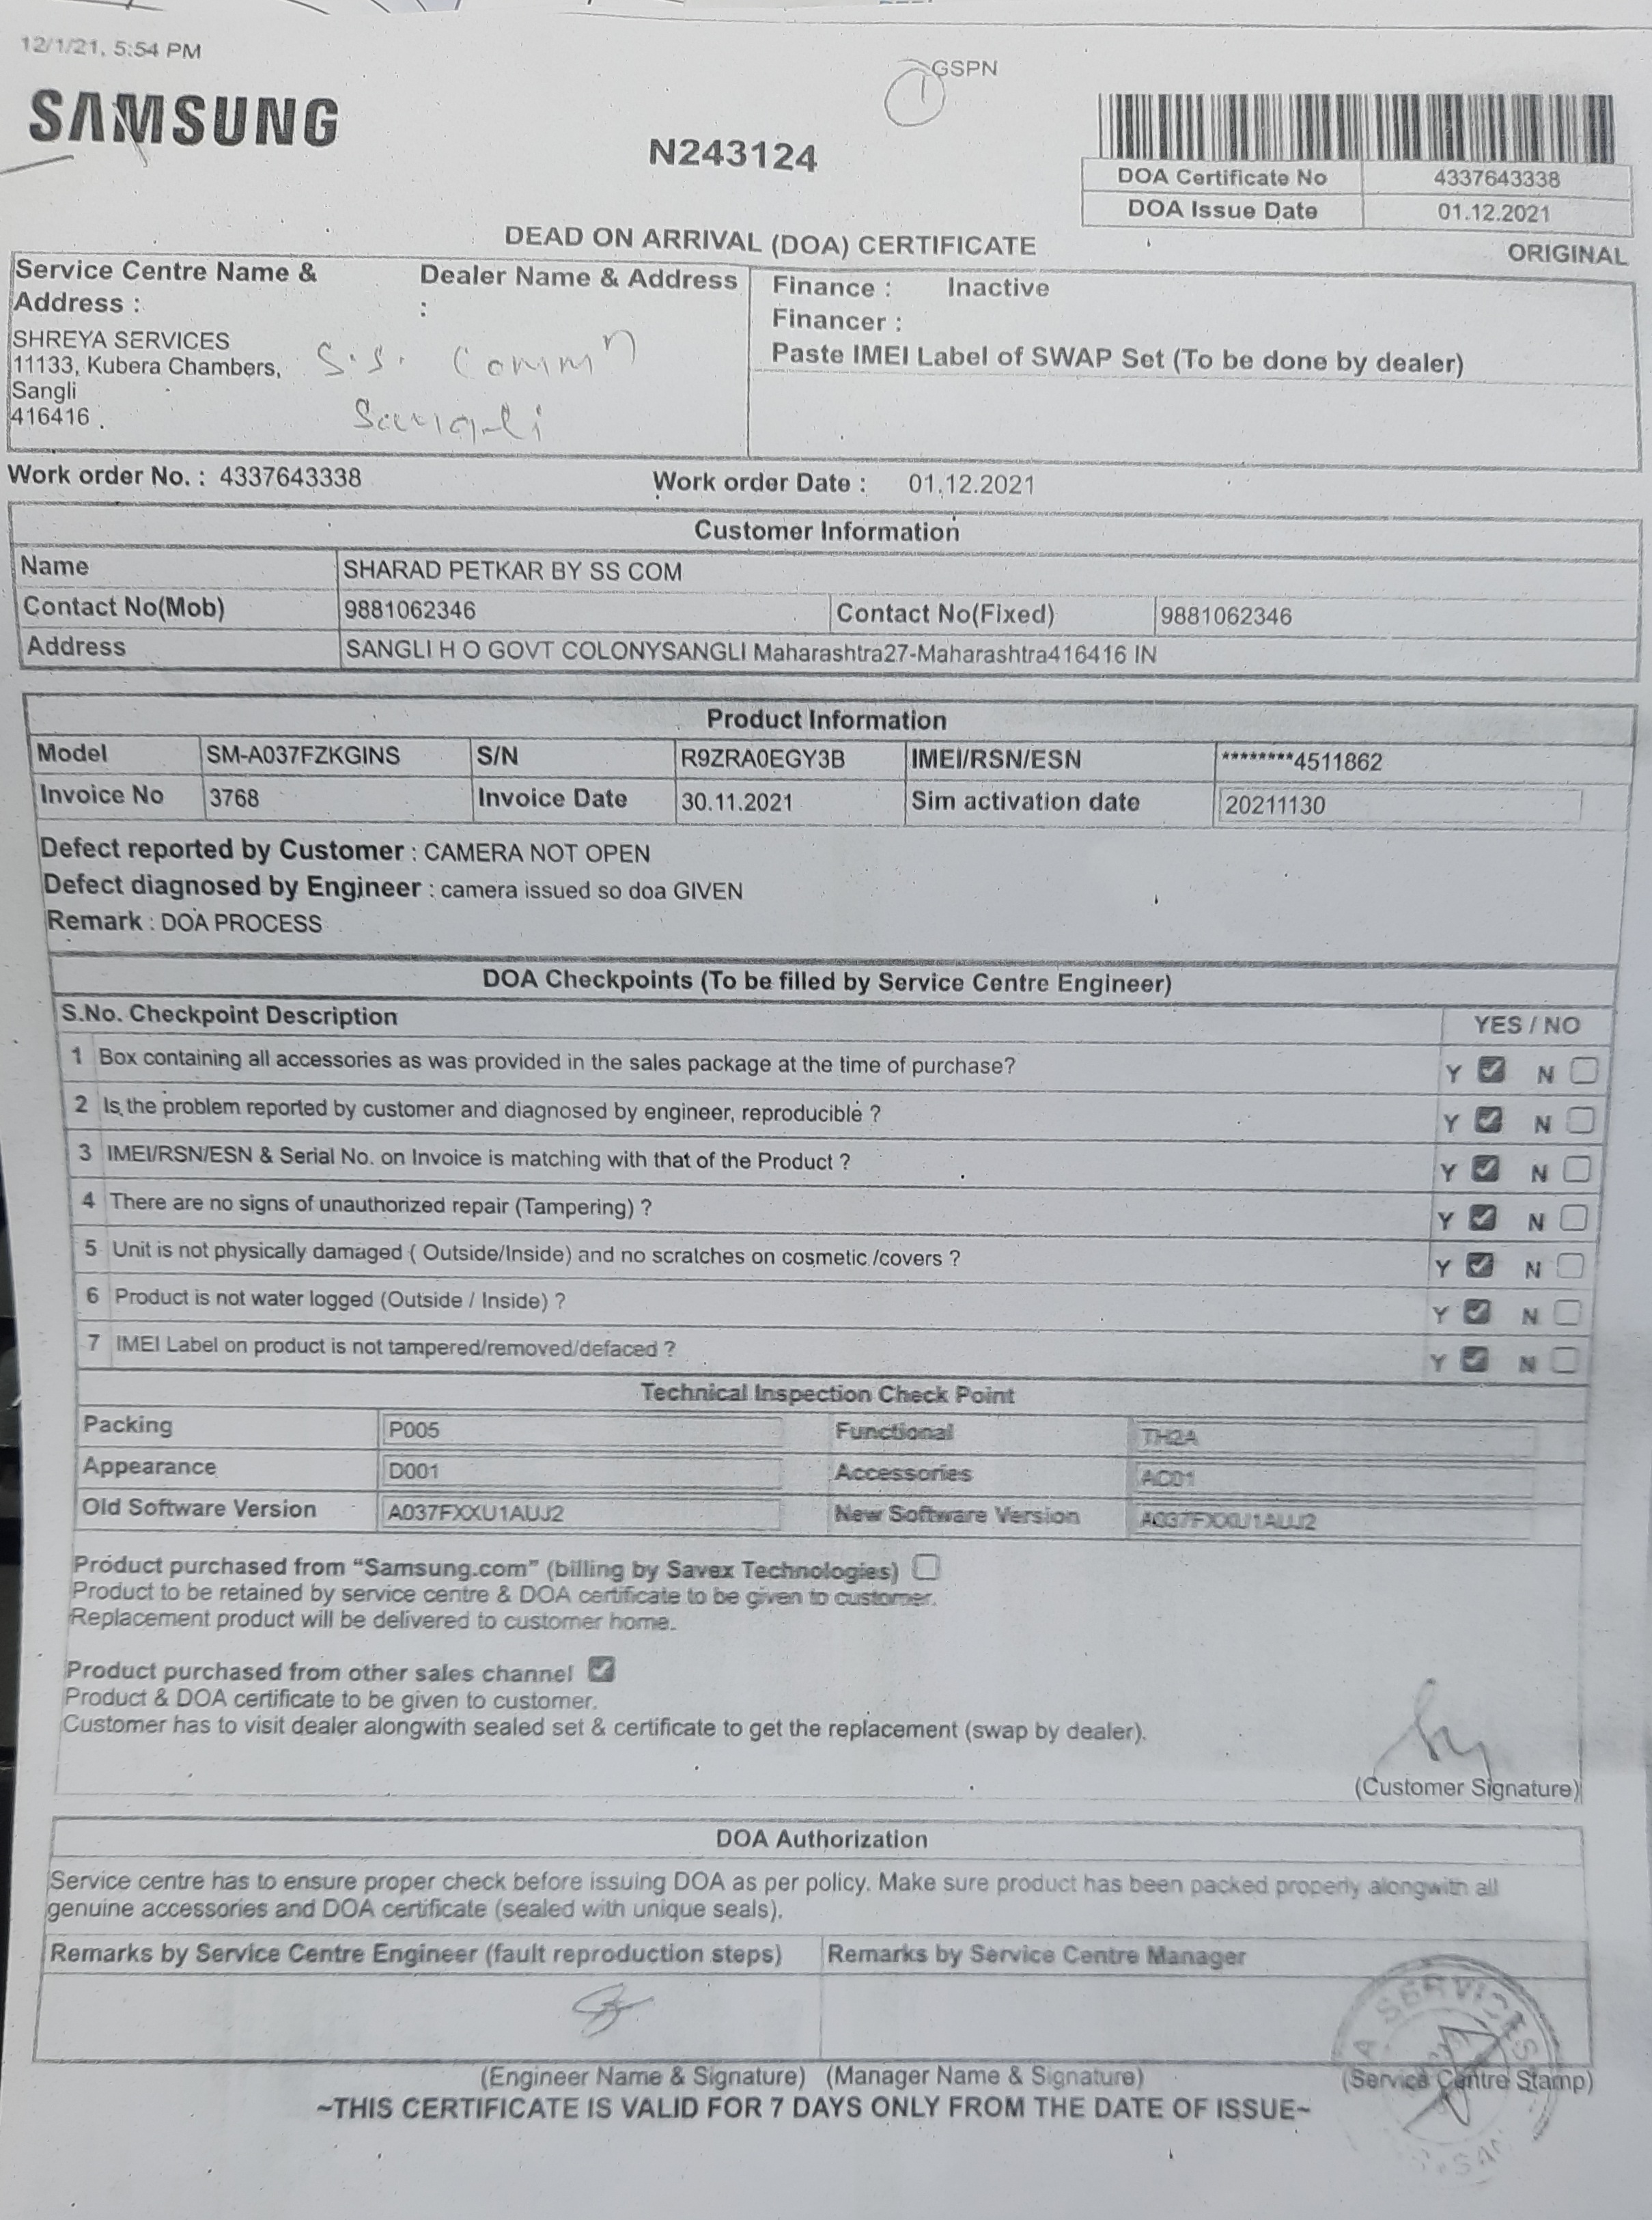 12/1/21, 5:54 PM
GSPN
1
SAMSUNG
N243124
DOA Certificate No 4337643338
DOA Issue Date 01.12.2021
DEAD ON ARRIVAL (DOA) CERTIFICATE
ORIGINAL
Service Centre Name & Address :
SHREYA SERVICES
11133, Kubera Chambers,
Sangli
416416 .
Dealer Name & Address :
S.S. Commn
Sangli
Finance : Inactive
Financer :
Paste IMEI Label of SWAP Set (To be done by dealer)
Work order No. : 4337643338 Work order Date : 01.12.2021
Customer Information
Name SHARAD PETKAR BY SS COM
Contact No(Mob) 9881062346 Contact No(Fixed) 9881062346
Address SANGLI H O GOVT COLONYSANGLI Maharashtra27-Maharashtra416416 IN
Product Information
Model SM-A037FZKGINS S/N R9ZRA0EGY3B IMEI/RSN/ESN ********4511862
Invoice No 3768 Invoice Date 30.11.2021 Sim activation date 20211130
Defect reported by Customer : CAMERA NOT OPEN
Defect diagnosed by Engineer : camera issued so doa GIVEN
Remark : DOA PROCESS
DOA Checkpoints (To be filled by Service Centre Engineer)
S.No. Checkpoint Description YES / NO
1 Box containing all accessories as was provided in the sales package at the time of purchase? Y N
2 Is the problem reported by customer and diagnosed by engineer, reproducible ? Y N
3 IMEI/RSN/ESN & Serial No. on Invoice is matching with that of the Product ? Y N
4 There are no signs of unauthorized repair (Tampering) ? Y N
5 Unit is not physically damaged ( Outside/Inside) and no scratches on cosmetic /covers ? Y N
6 Product is not water logged (Outside / Inside) ? Y N
7 IMEI Label on product is not tampered/removed/defaced ? Y N
Technical Inspection Check Point
Packing P005 Functional TH2A
Appearance D001 Accessories AC01
Old Software Version A037FXXU1AUJ2 New Software Version A037FXXU1AUJ2
Product purchased from “Samsung.com” (billing by Savex Technologies)
Product to be retained by service centre & DOA certificate to be given to customer.
Replacement product will be delivered to customer home.
Product purchased from other sales channel
Product & DOA certificate to be given to customer.
Customer has to visit dealer alongwith sealed set & certificate to get the replacement (swap by dealer).
(Customer Signature)
DOA Authorization
Service centre has to ensure proper check before issuing DOA as per policy. Make sure product has been packed properly alongwith all
genuine accessories and DOA certificate (sealed with unique seals).
Remarks by Service Centre Engineer (fault reproduction steps) Remarks by Service Centre Manager
A SERVICES
(Engineer Name & Signature) (Manager Name & Signature) (Service Centre Stamp)
~THIS CERTIFICATE IS VALID FOR 7 DAYS ONLY FROM THE DATE OF ISSUE~